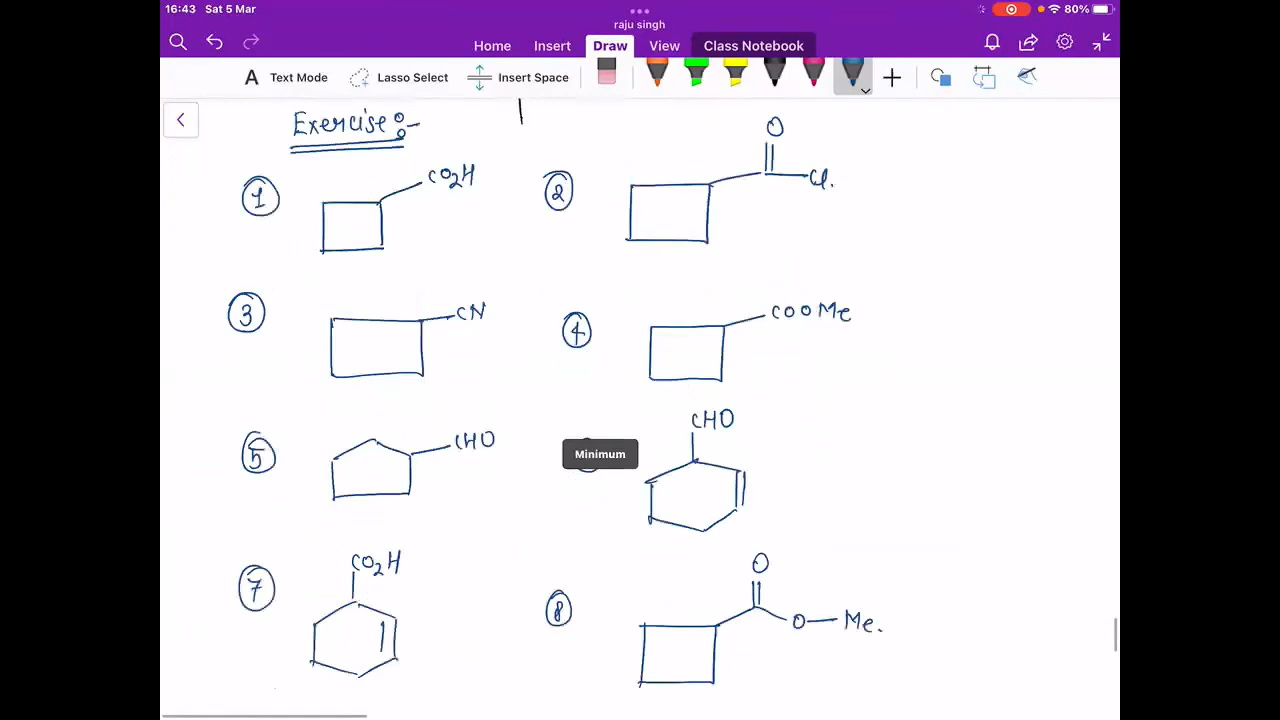 16:43 Sat 5 Mar
80%
raju singh
Home Insert Draw View Class Notebook
A Text Mode Lasso Select Insert Space
Exercise :-
1 CO2H
2 O
Cl.
3 CN
4 COOMe
5 CHO
CHO
Minimum
7 CO2H
8 O
O—Me.